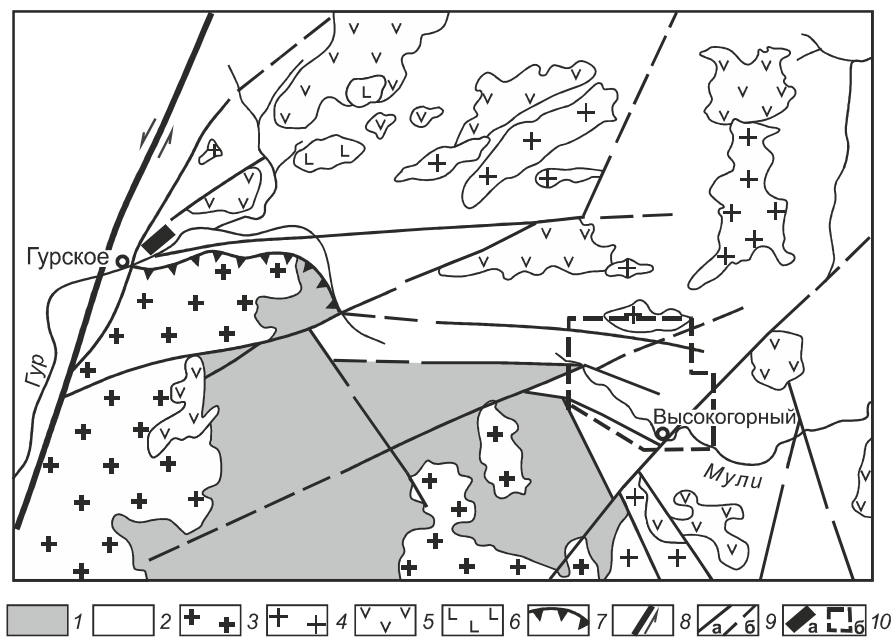 Гурское
Гур
Высокогорный
Мули
1 2 3 4 5 6 7 8 а б 9 а б 10